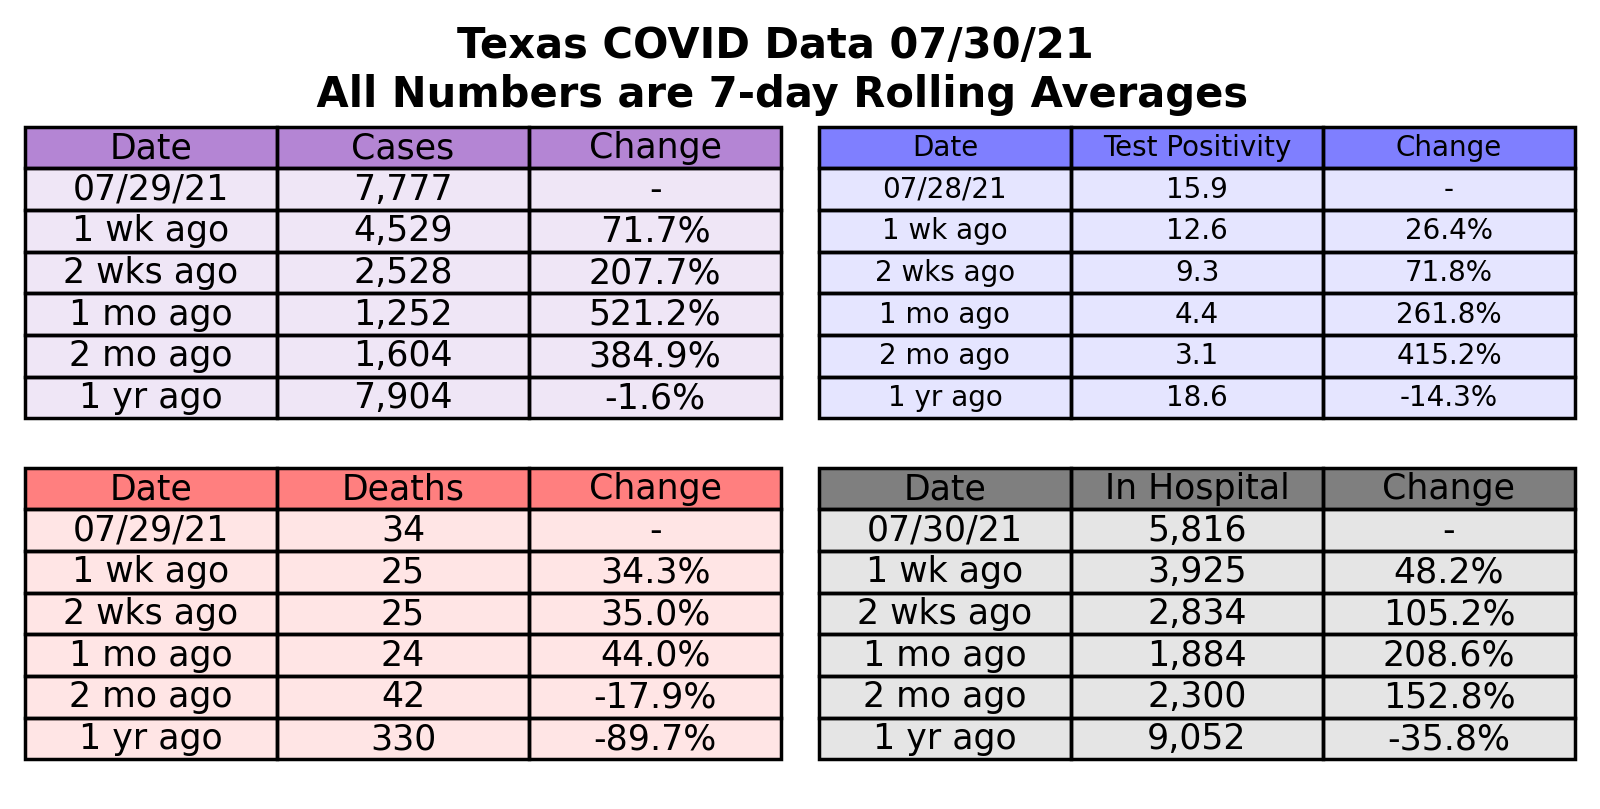 Texas COVID Data 07/30/21
All Numbers are 7-day Rolling Averages
Date Cases Change
07/29/21 7,777 -
1 wk ago 4,529 71.7%
2 wks ago 2,528 207.7%
1 mo ago 1,252 521.2%
2 mo ago 1,604 384.9%
1 yr ago 7,904 -1.6%
Date Test Positivity Change
07/28/21 15.9 -
1 wk ago 12.6 26.4%
2 wks ago 9.3 71.8%
1 mo ago 4.4 261.8%
2 mo ago 3.1 415.2%
1 yr ago 18.6 -14.3%
Date Deaths Change
07/29/21 34 -
1 wk ago 25 34.3%
2 wks ago 25 35.0%
1 mo ago 24 44.0%
2 mo ago 42 -17.9%
1 yr ago 330 -89.7%
Date In Hospital Change
07/30/21 5,816 -
1 wk ago 3,925 48.2%
2 wks ago 2,834 105.2%
1 mo ago 1,884 208.6%
2 mo ago 2,300 152.8%
1 yr ago 9,052 -35.8%